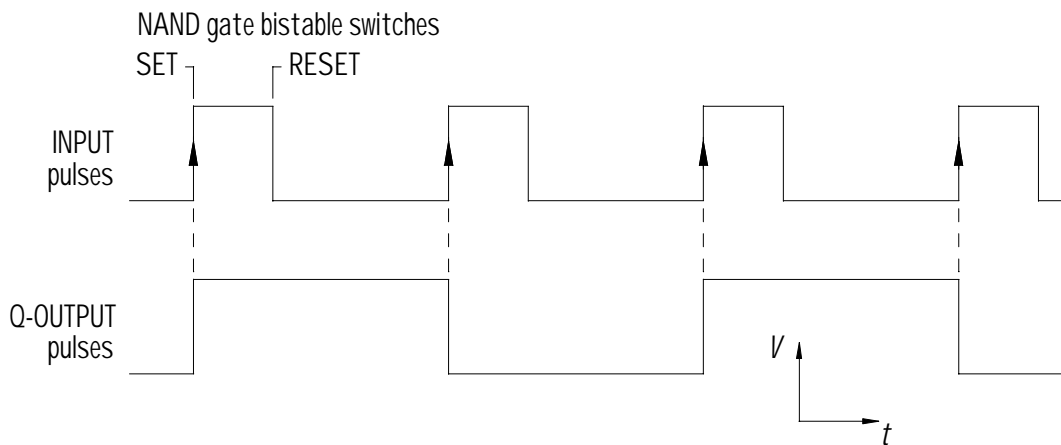 NAND gate bistable switches
SET
RESET
INPUT
pulses
Q-OUTPUT
pulses
V
t